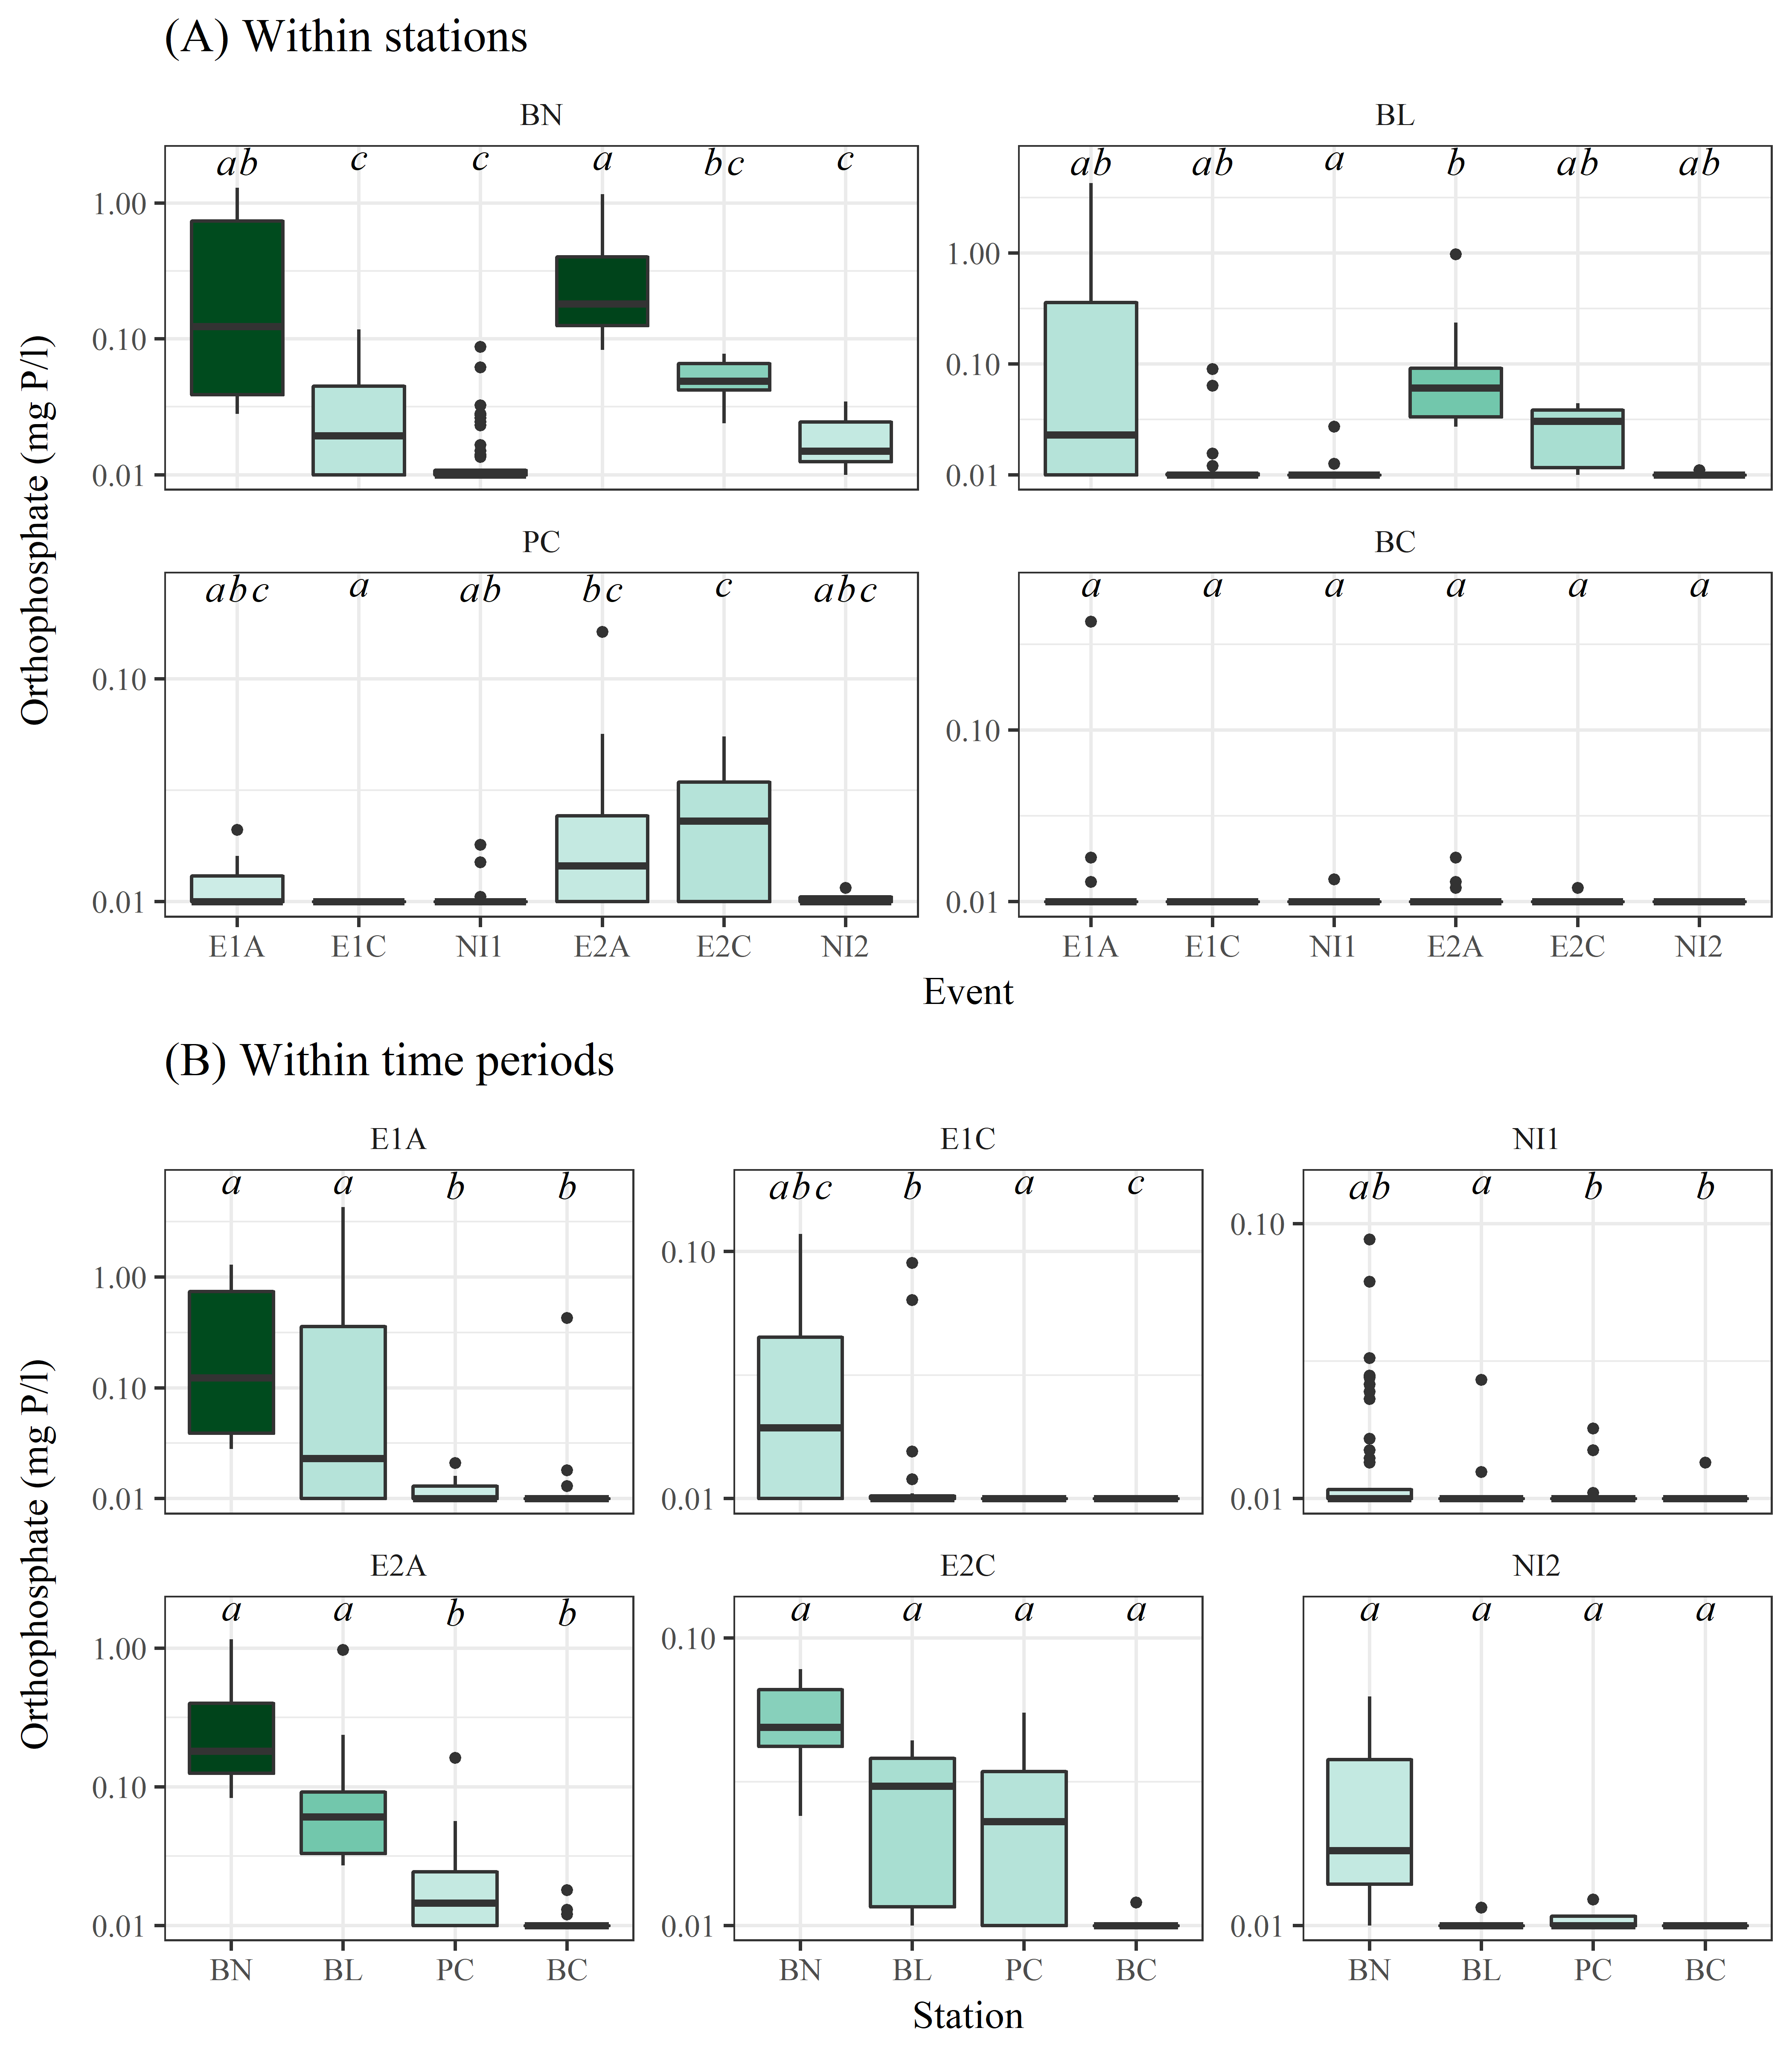 (A) Within stations
BN
BL
ab c c a bc c
ab ab a b ab ab
1.00
0.10
0.01
1.00
0.10
0.01
PC
BC
abc a ab bc c abc
a a a a a a
0.10
0.01
0.10
0.01
E1A E1C NI1 E2A E2C NI2
E1A E1C NI1 E2A E2C NI2
Orthophosphate (mg P/l)
Event
(B) Within time periods
E1A
E1C
NI1
a a b b
abc b a c
ab a b b
1.00
0.10
0.01
0.10
0.01
0.10
0.01
E2A
E2C
NI2
a a b b
a a a a
a a a a
1.00
0.10
0.01
0.10
0.01
0.01
BN BL PC BC
BN BL PC BC
BN BL PC BC
Orthophosphate (mg P/l)
Station